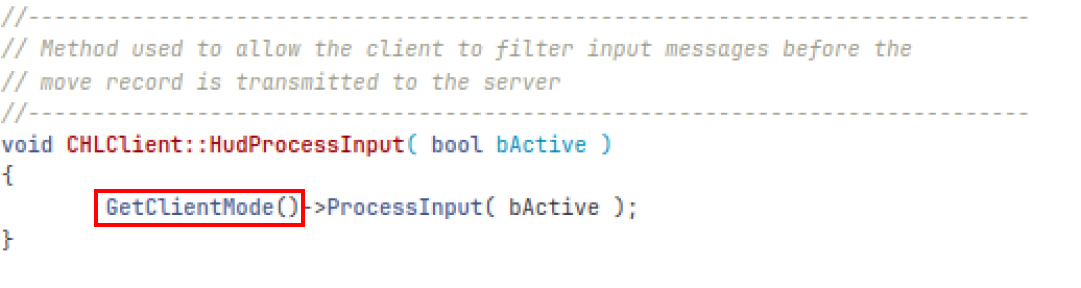 //-----------------------------------------------------------------------------
// Method used to allow the client to filter input messages before the
// move record is transmitted to the server
//-----------------------------------------------------------------------------
void CHLClient::HudProcessInput( bool bActive )
{
GetClientMode()->ProcessInput( bActive );
}